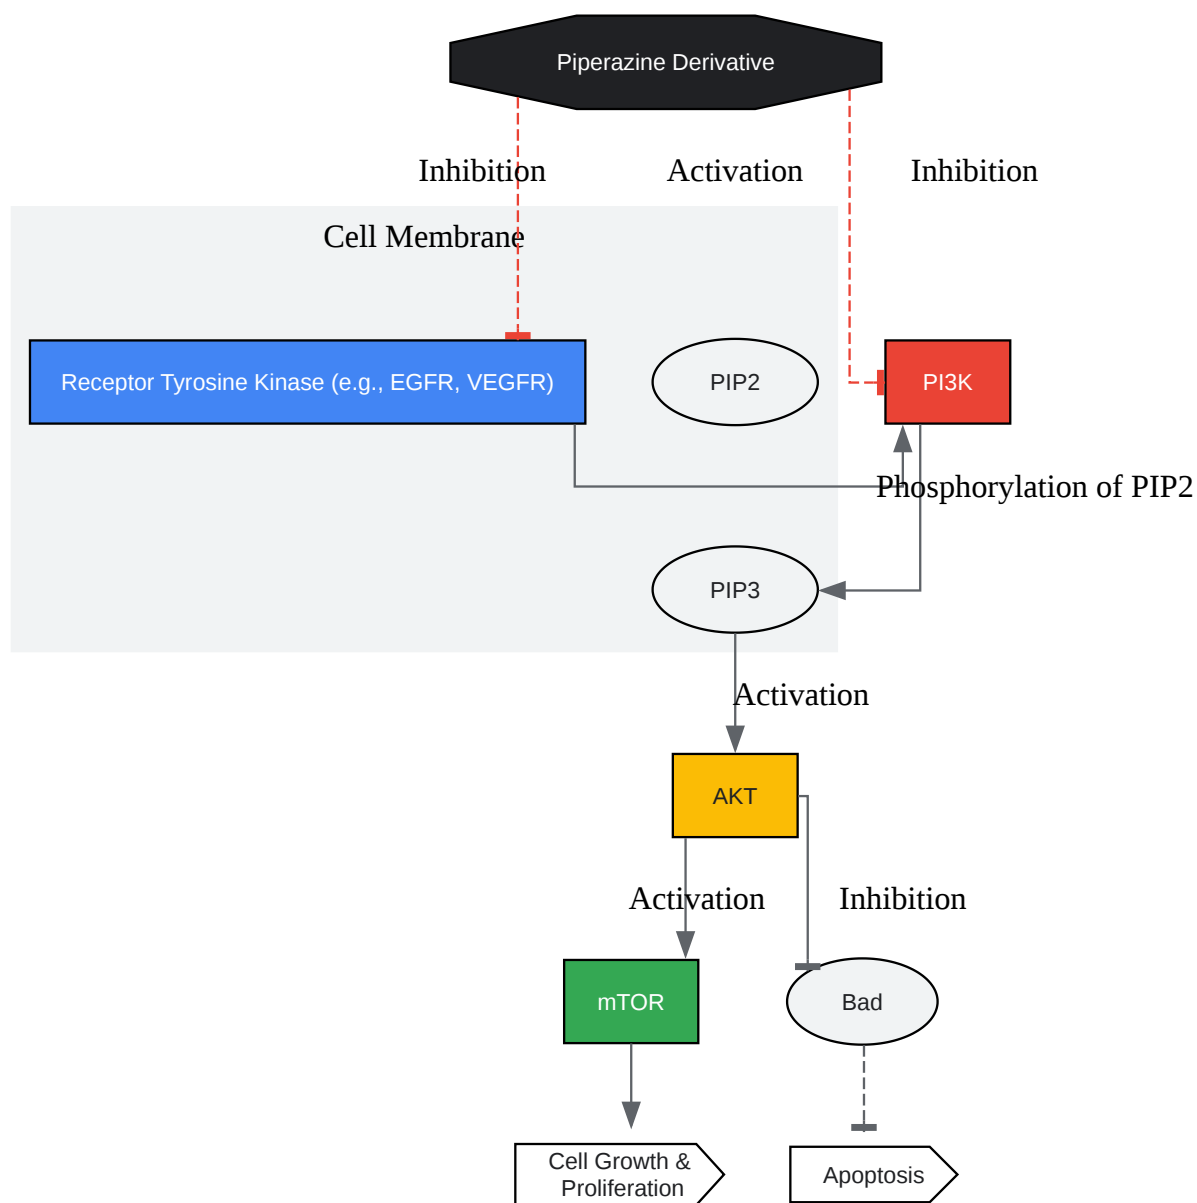 Piperazine Derivative
Inhibition
Activation
Inhibition
Cell Membrane
Receptor Tyrosine Kinase (e.g., EGFR, VEGFR)
PIP2
PI3K
Phosphorylation of PIP2
PIP3
Activation
AKT
Activation
Inhibition
mTOR
Bad
Cell Growth &
Proliferation
Apoptosis